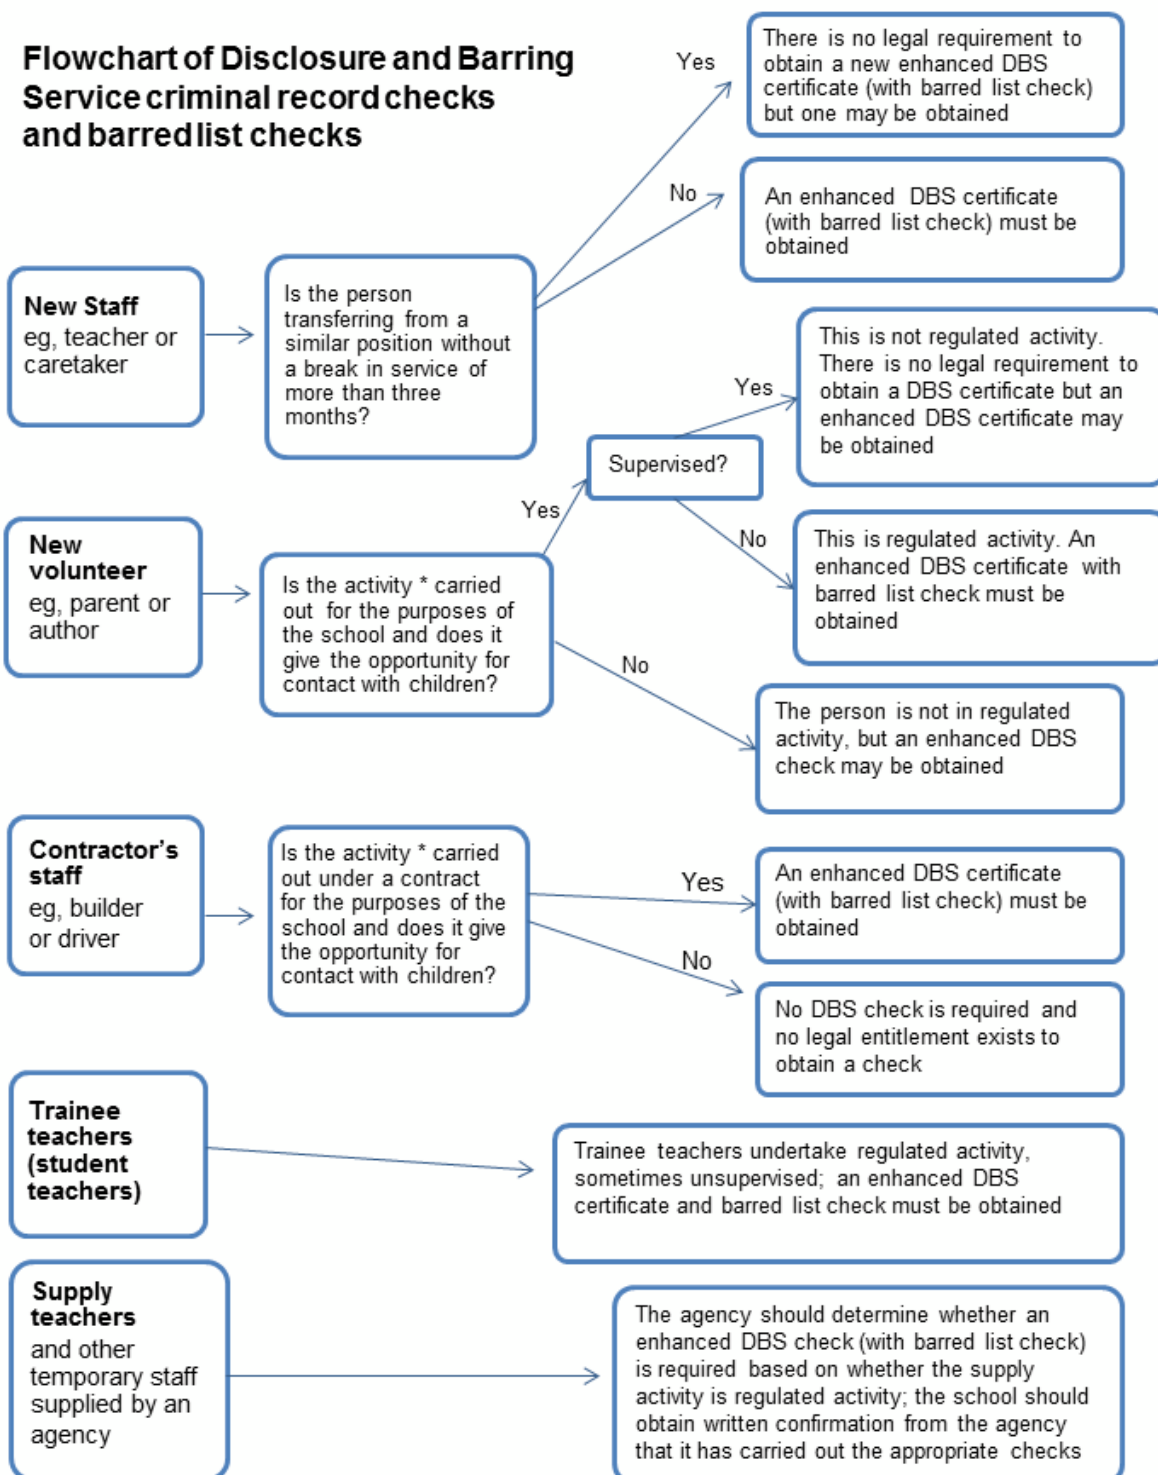 Flowchart of Disclosure and Barring
Service criminal record checks
and barred list checks
New Staff
eg, teacher or
caretaker
Is the person
transferring from a
similar position without
a break in service of
more than three
months?
Yes
There is no legal requirement to
obtain a new enhanced DBS
certificate (with barred list check)
but one may be obtained
No
An enhanced DBS certificate
(with barred list check) must be
obtained
New
volunteer
eg, parent or
author
Is the activity * carried
out for the purposes of
the school and does it
give the opportunity for
contact with children?
Yes
Supervised?
Yes
This is not regulated activity.
There is no legal requirement to
obtain a DBS certificate but an
enhanced DBS certificate may
be obtained
No
This is regulated activity. An
enhanced DBS certificate with
barred list check must be
obtained
No
The person is not in regulated
activity, but an enhanced DBS
check may be obtained
Contractor's
staff
eg, builder
or driver
Is the activity * carried
out under a contract
for the purposes of the
school and does it give
the opportunity for
contact with children?
Yes
An enhanced DBS certificate
(with barred list check) must be
obtained
No
No DBS check is required and
no legal entitlement exists to
obtain a check
Trainee
teachers
(student
teachers)
Trainee teachers undertake regulated activity,
sometimes unsupervised; an enhanced DBS
certificate and barred list check must be obtained
Supply
teachers
and other
temporary staff
supplied by an
agency
The agency should determine whether an
enhanced DBS check (with barred list check)
is required based on whether the supply
activity is regulated activity; the school should
obtain written confirmation from the agency
that it has carried out the appropriate checks